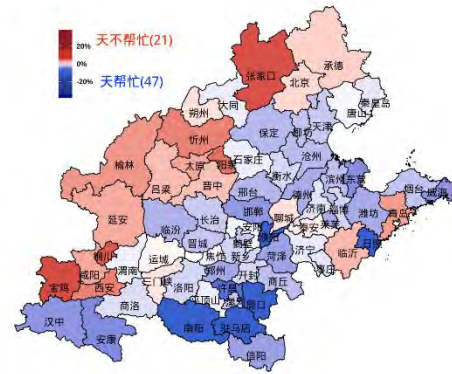 20%
0%
-20%
天不帮忙(21)
天帮忙(47)
张家口
承德
北京
秦皇岛
唐山
大同
朔州
天津
廊坊
保定
忻州
榆林
太原
阳泉
石家庄
沧州
衡水
吕梁
晋中
邢台
德州
滨州
东营
烟台
威海
延安
临汾
长治
邯郸
聊城
济南
淄博
潍坊
青岛
莱芜
泰安
安阳
濮阳
晋城
鹤壁
日照
临沂
铜川
运城
焦作
新乡
济宁
菏泽
枣庄
宝鸡
咸阳
渭南
西安
三门峡
洛阳
郑州
开封
商丘
商洛
平顶山
许昌
漯河
周口
汉中
安康
南阳
驻马店
信阳